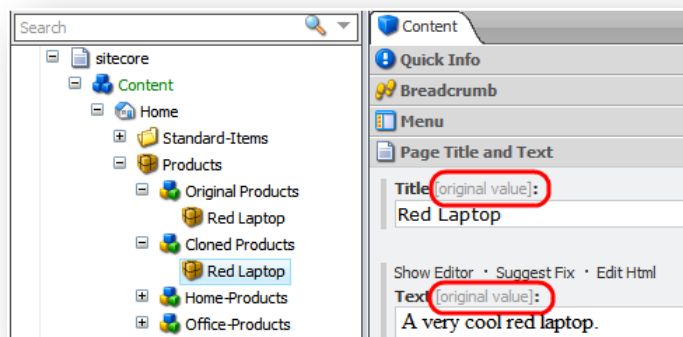 Search
sitecore
Content
Home
Standard-Items
Products
Original Products
Red Laptop
Cloned Products
Red Laptop
Home-Products
Office-Products
Content
Quick Info
Breadcrumb
Menu
Page Title and Text
Title [original value]:
Red Laptop
Show Editor · Suggest Fix · Edit Html
Text [original value]:
A very cool red laptop.